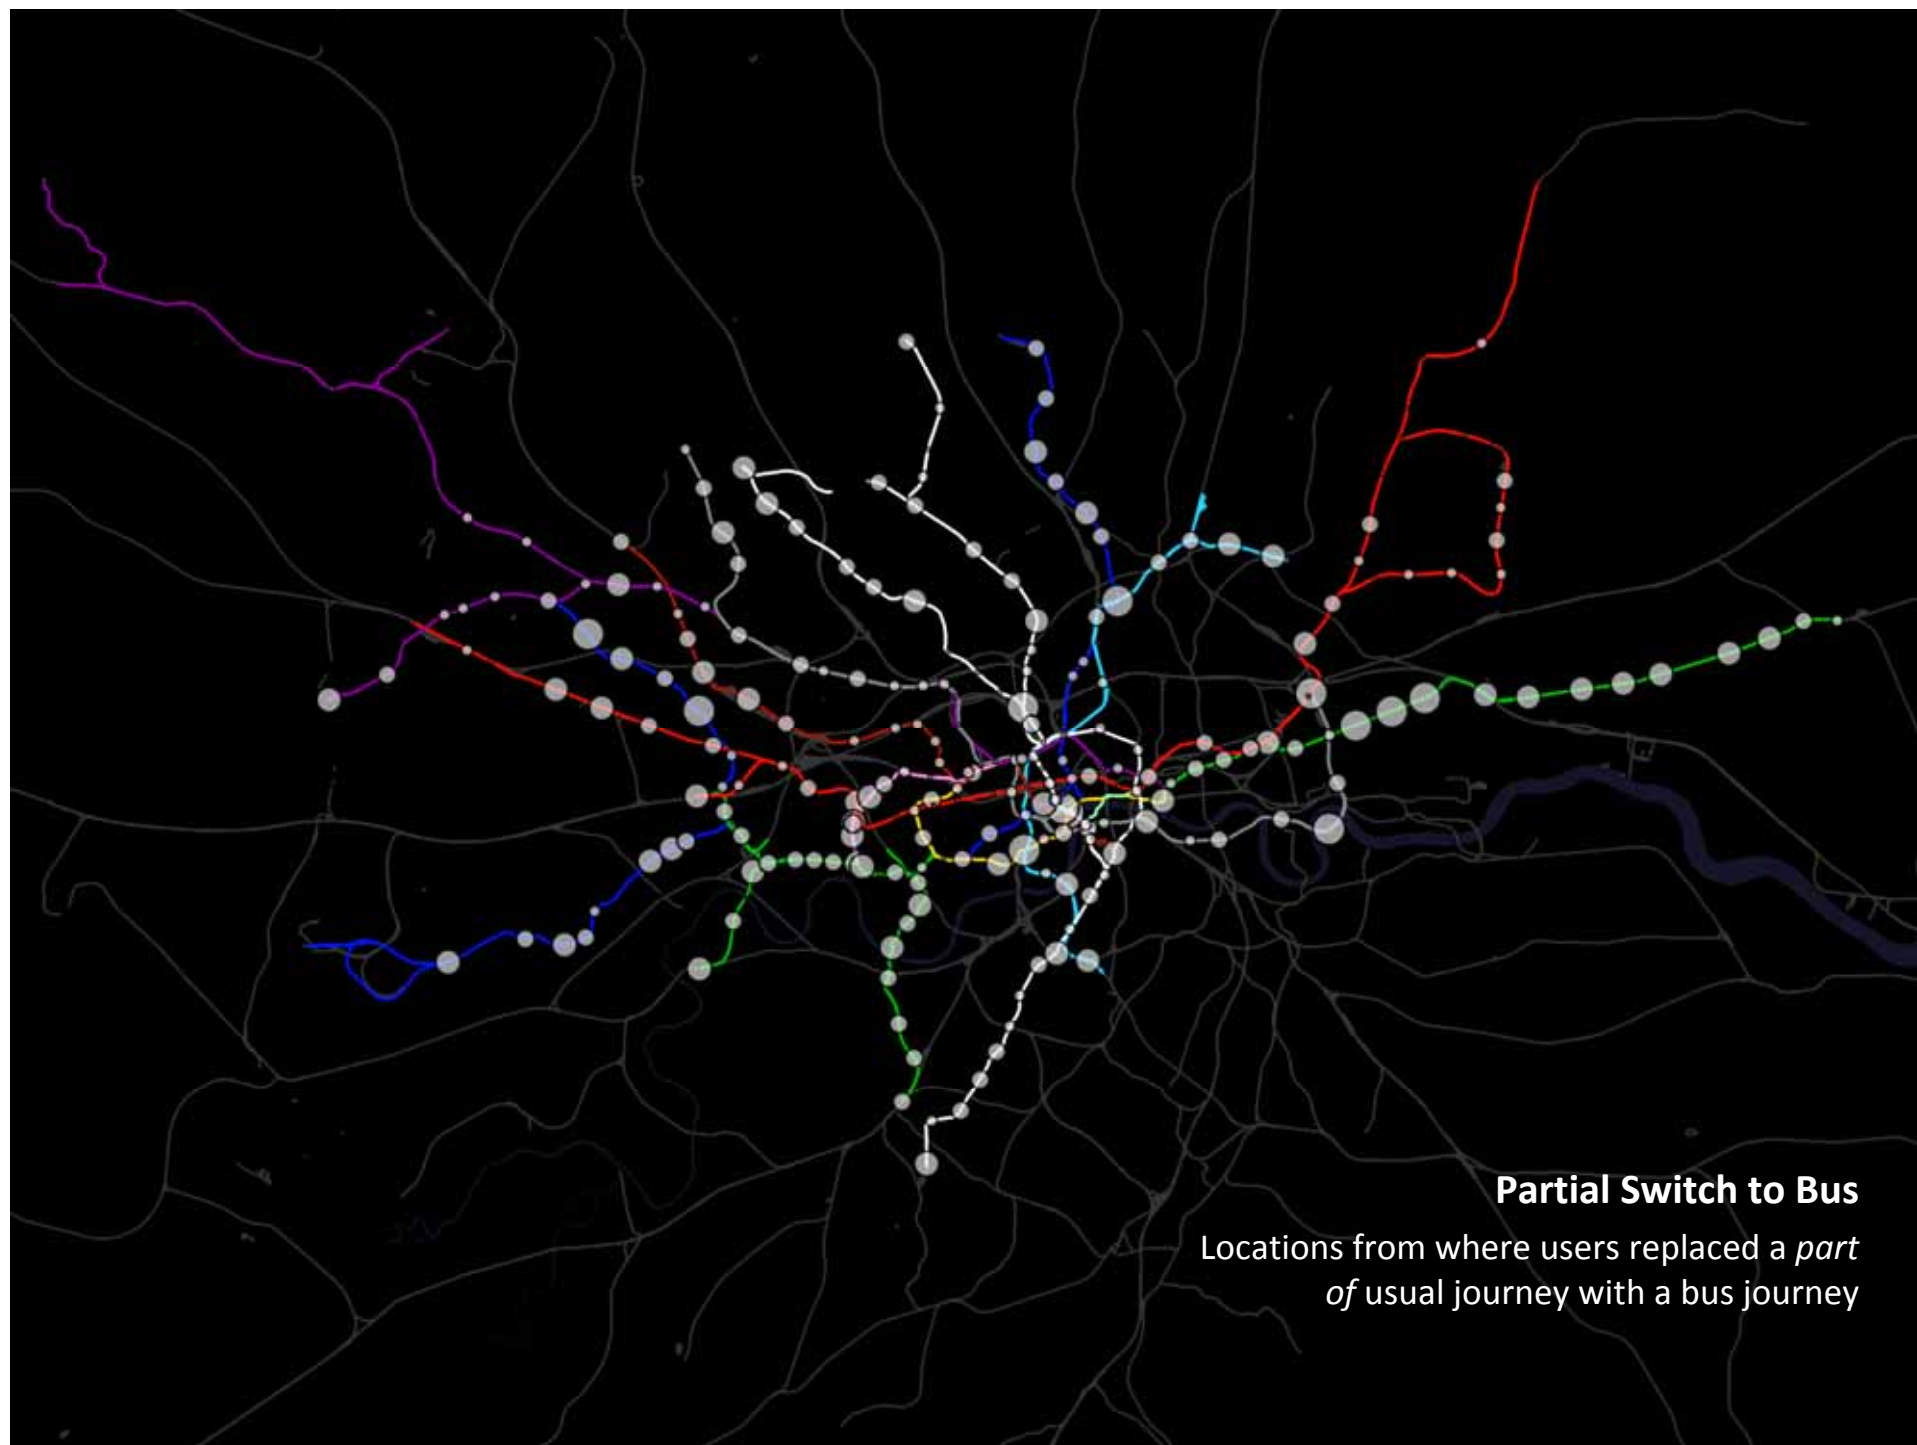 Partial Switch to Bus
Locations from where users replaced a part
of usual journey with a bus journey